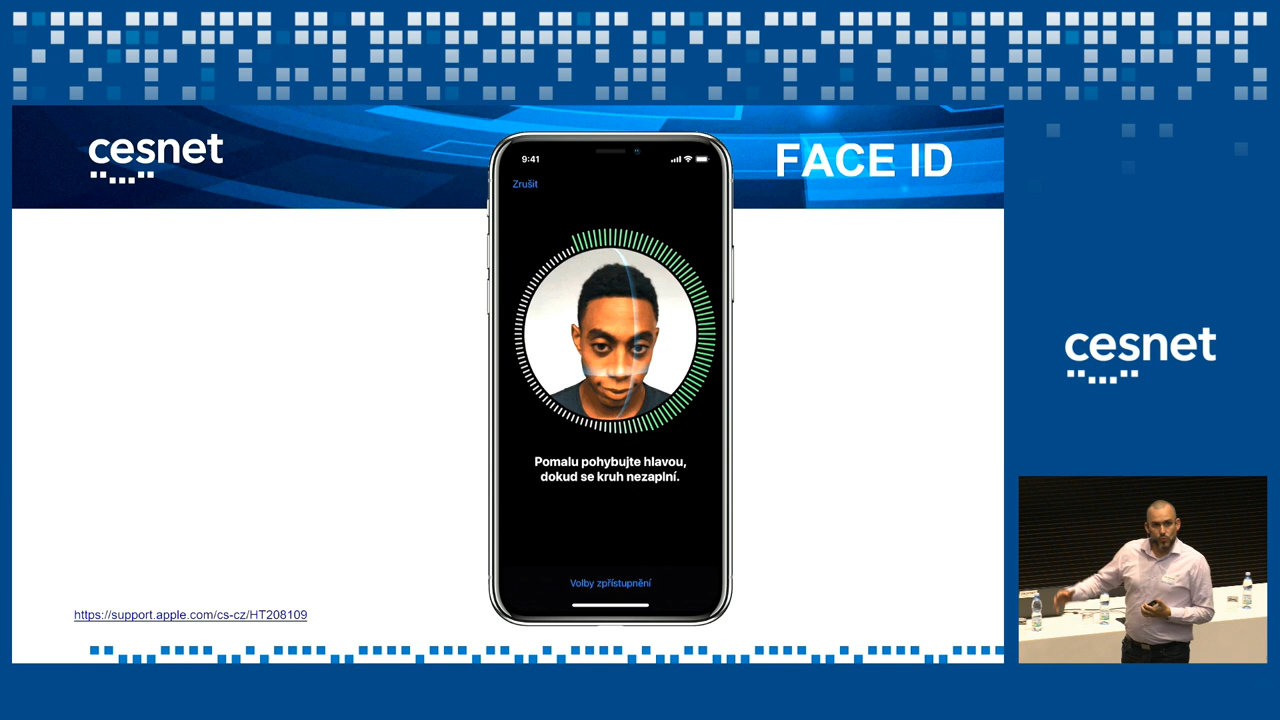 cesnet
FACE ID
9:41
Zrušit
Pomalu pohybujte hlavou,
dokud se kruh nezaplní.
Volby zpřístupnění
https://support.apple.com/cs-cz/HT208109
cesnet